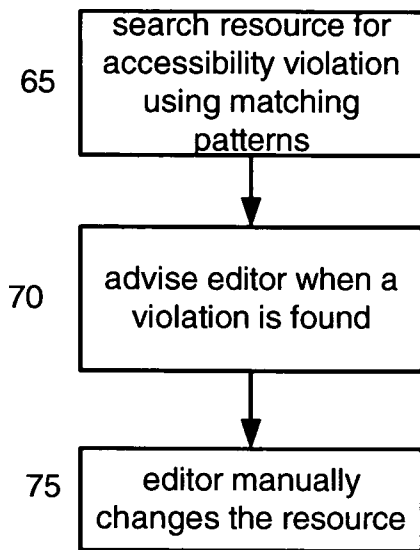 search resource for
65
accessibility violation
using matching
patterns
70
advise editor when a
violation is found
75
editor manually
changes the resource